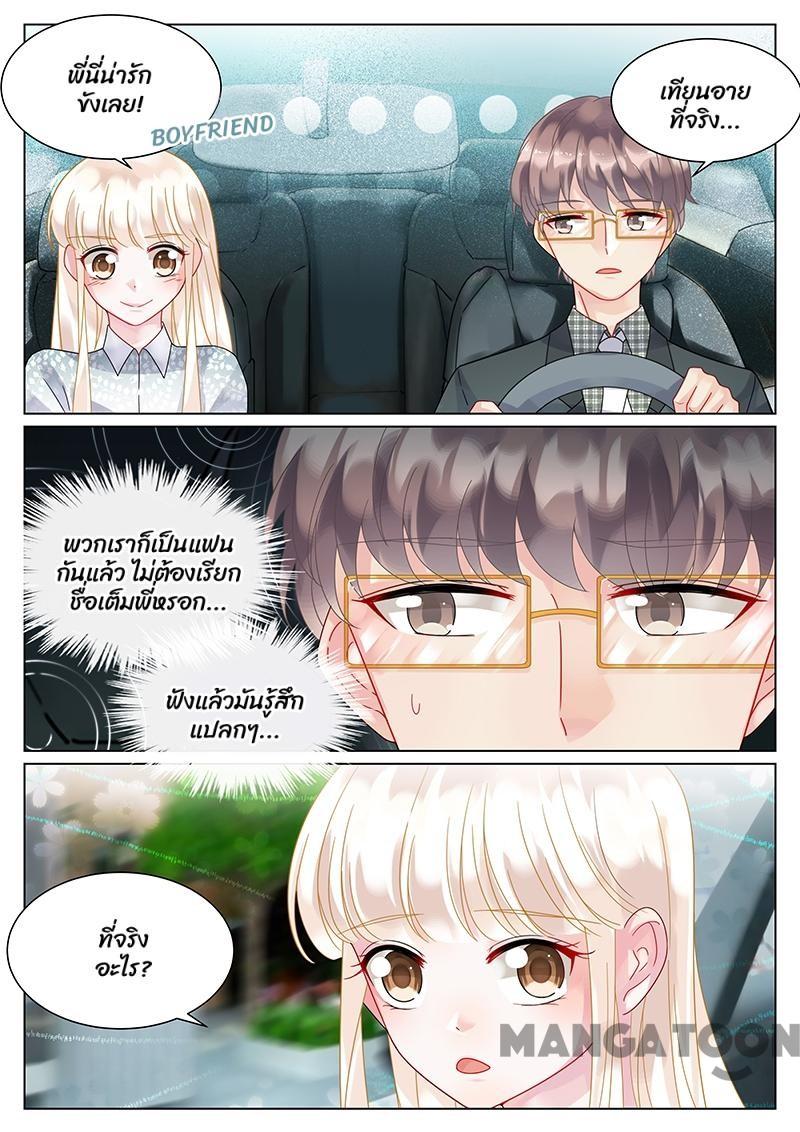 พี่นี่น่ารัก
ขังเลย!
BOYFRIEND
เทียนอาย
ที่จริง...
พวกเราก็เป็นแฟน
กันแล้ว ไม่ต้องเรียก
ชื่อเต็มพี่หรอก...
ฟังแล้วมันรู้สึก
แปลกๆ...
ที่จริง
อะไร?
MANGATOON